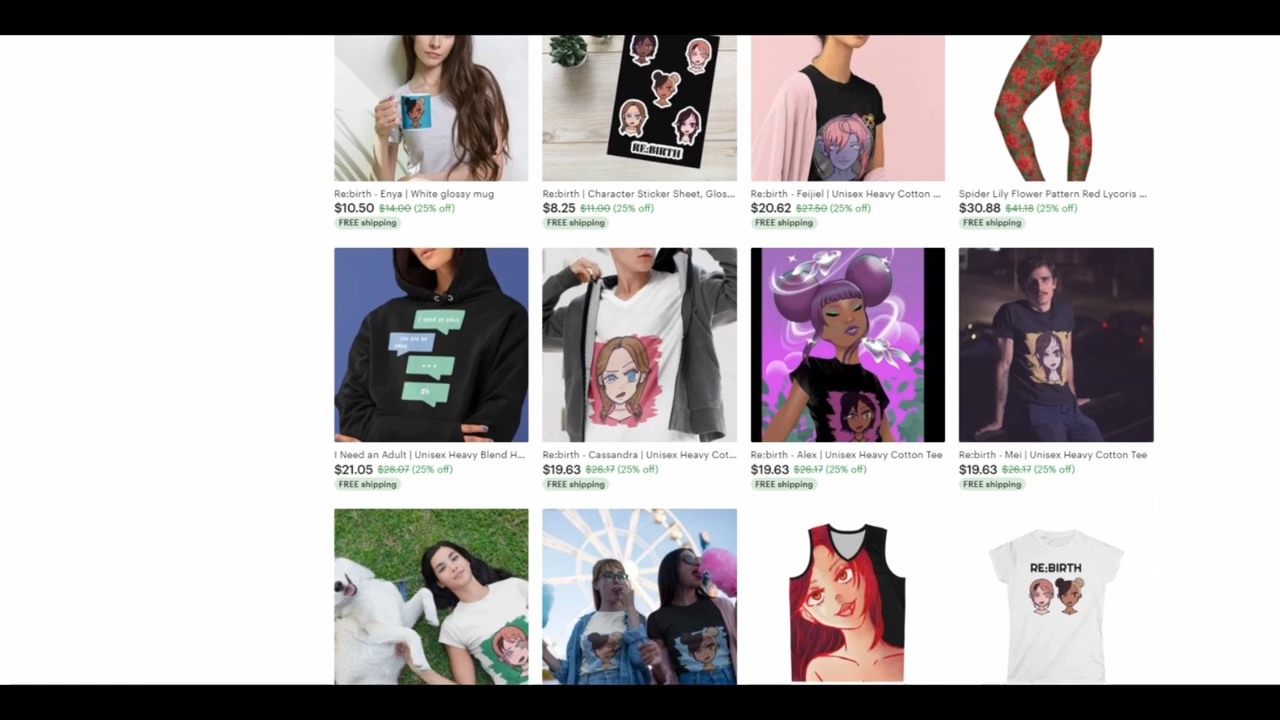 RE:BIRTH
Re:birth - Enya | White glossy mug
$10.50 $14.00 (25% off)
FREE shipping
Re:birth | Character Sticker Sheet, Glos...
$8.25 $11.00 (25% off)
FREE shipping
Re:birth - Feijiel | Unisex Heavy Cotton ...
$20.62 $27.50 (25% off)
FREE shipping
Spider Lily Flower Pattern Red Lycoris ...
$30.88 $41.18 (25% off)
FREE shipping
I need an adult
...
I Need an Adult | Unisex Heavy Blend H...
$21.05 $28.07 (25% off)
FREE shipping
Re:birth - Cassandra | Unisex Heavy Cot...
$19.63 $26.17 (25% off)
FREE shipping
Re:birth - Alex | Unisex Heavy Cotton Tee
$19.63 $26.17 (25% off)
FREE shipping
Re:birth - Mei | Unisex Heavy Cotton Tee
$19.63 $26.17 (25% off)
FREE shipping
RE:BIRTH